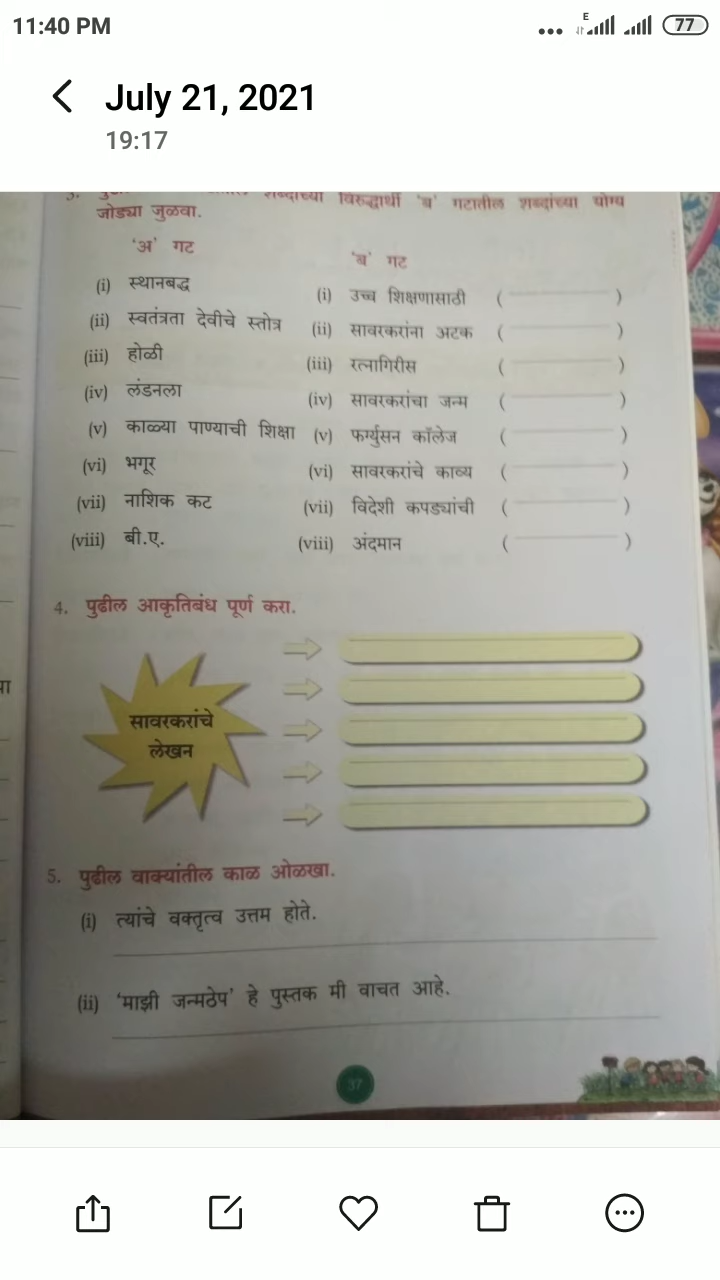 11:40 PM
E
77
July 21, 2021
19:17
शब्दांच्या विरुद्धार्थी 'ब' गटातील शब्दांच्या योग्य
जोड्या जुळवा.
'अ' गट
'ब' गट
(i) स्थानबद्ध
(i) उच्च शिक्षणासाठी ( )
(ii) स्वतंत्रता देवीचे स्तोत्र
(ii) सावरकरांना अटक ( )
(iii) होळी
(iii) रत्नागिरीस ( )
(iv) लंडनला
(iv) सावरकरांचा जन्म ( )
(v) काळ्या पाण्याची शिक्षा
(v) फर्ग्युसन कॉलेज ( )
(vi) भगूर
(vi) सावरकरांचे काव्य ( )
(vii) नाशिक कट
(vii) विदेशी कपड्यांची ( )
(viii) बी.ए.
(viii) अंदमान ( )
4. पुढील आकृतिबंध पूर्ण करा.
सावरकरांचे
लेखन
5. पुढील वाक्यांतील काळ ओळखा.
(i) त्यांचे वक्तृत्व उत्तम होते.
(ii) 'माझी जन्मठेप' हे पुस्तक मी वाचत आहे.
37